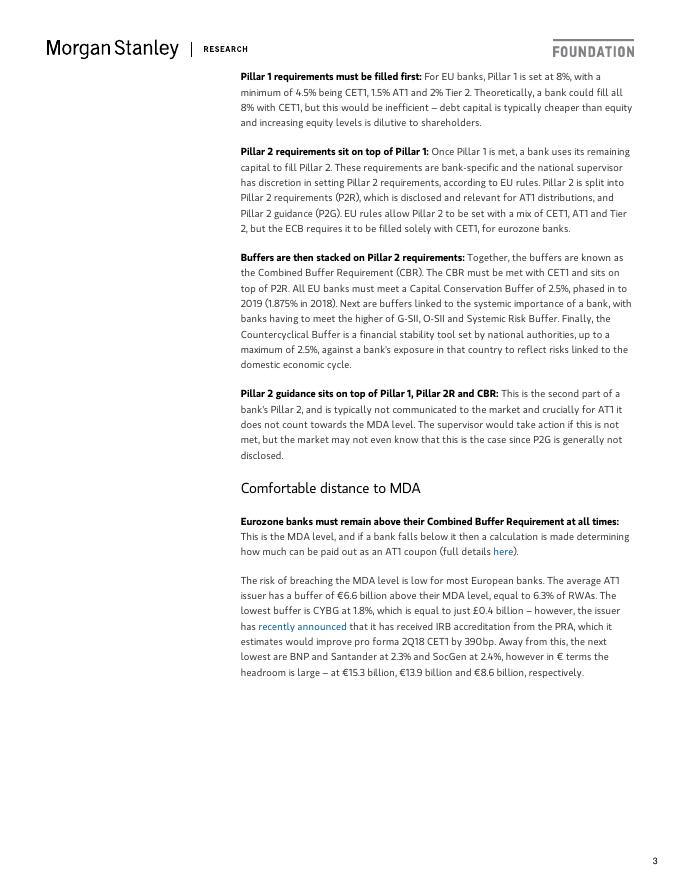 Morgan Stanley | RESEARCH
FOUNDATION
Pillar 1 requirements must be filled first: For EU banks, Pillar 1 is set at 8%, with a
minimum of 4.5% being CET1, 1.5% AT1 and 2% Tier 2. Theoretically, a bank could fill all
8% with CET1, but this would be inefficient – debt capital is typically cheaper than equity
and increasing equity levels is dilutive to shareholders.
Pillar 2 requirements sit on top of Pillar 1: Once Pillar 1 is met, a bank uses its remaining
capital to fill Pillar 2. These requirements are bank-specific and the national supervisor
has discretion in setting Pillar 2 requirements, according to EU rules. Pillar 2 is split into
Pillar 2 requirements (P2R), which is disclosed and relevant for AT1 distributions, and
Pillar 2 guidance (P2G). EU rules allow Pillar 2 to be set with a mix of CET1, AT1 and Tier
2, but the ECB requires it to be filled solely with CET1, for eurozone banks.
Buffers are then stacked on Pillar 2 requirements: Together, the buffers are known as
the Combined Buffer Requirement (CBR). The CBR must be met with CET1 and sits on
top of P2R. All EU banks must meet a Capital Conservation Buffer of 2.5%, phased in to
2019 (1.875% in 2018). Next are buffers linked to the systemic importance of a bank, with
banks having to meet the higher of G-SII, O-SII and Systemic Risk Buffer. Finally, the
Countercyclical Buffer is a financial stability tool set by national authorities, up to a
maximum of 2.5%, against a bank's exposure in that country to reflect risks linked to the
domestic economic cycle.
Pillar 2 guidance sits on top of Pillar 1, Pillar 2R and CBR: This is the second part of a
bank's Pillar 2, and is typically not communicated to the market and crucially for AT1 it
does not count towards the MDA level. The supervisor would take action if this is not
met, but the market may not even know that this is the case since P2G is generally not
disclosed.
Comfortable distance to MDA
Eurozone banks must remain above their Combined Buffer Requirement at all times:
This is the MDA level, and if a bank falls below it then a calculation is made determining
how much can be paid out as an AT1 coupon (full details here).
The risk of breaching the MDA level is low for most European banks. The average AT1
issuer has a buffer of €6.6 billion above their MDA level, equal to 6.3% of RWAs. The
lowest buffer is CYBG at 1.8%, which is equal to just £0.4 billion – however, the issuer
has recently announced that it has received IRB accreditation from the PRA, which it
estimates would improve pro forma 2Q18 CET1 by 390bp. Away from this, the next
lowest are BNP and Santander at 2.3% and SocGen at 2.4%, however in € terms the
headroom is large – at €15.3 billion, €13.9 billion and €8.6 billion, respectively.
3